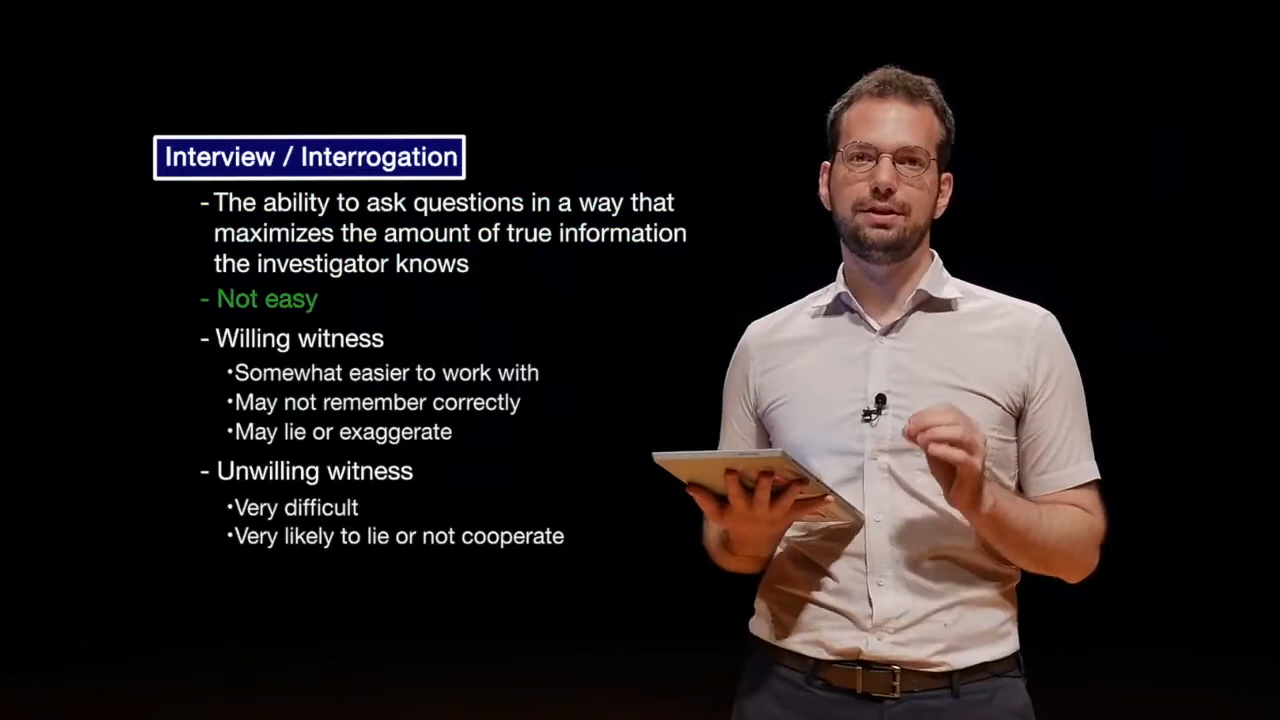 Interview / Interrogation
- The ability to ask questions in a way that
maximizes the amount of true information
the investigator knows
- Not easy
- Willing witness
•Somewhat easier to work with
•May not remember correctly
•May lie or exaggerate
- Unwilling witness
•Very difficult
•Very likely to lie or not cooperate